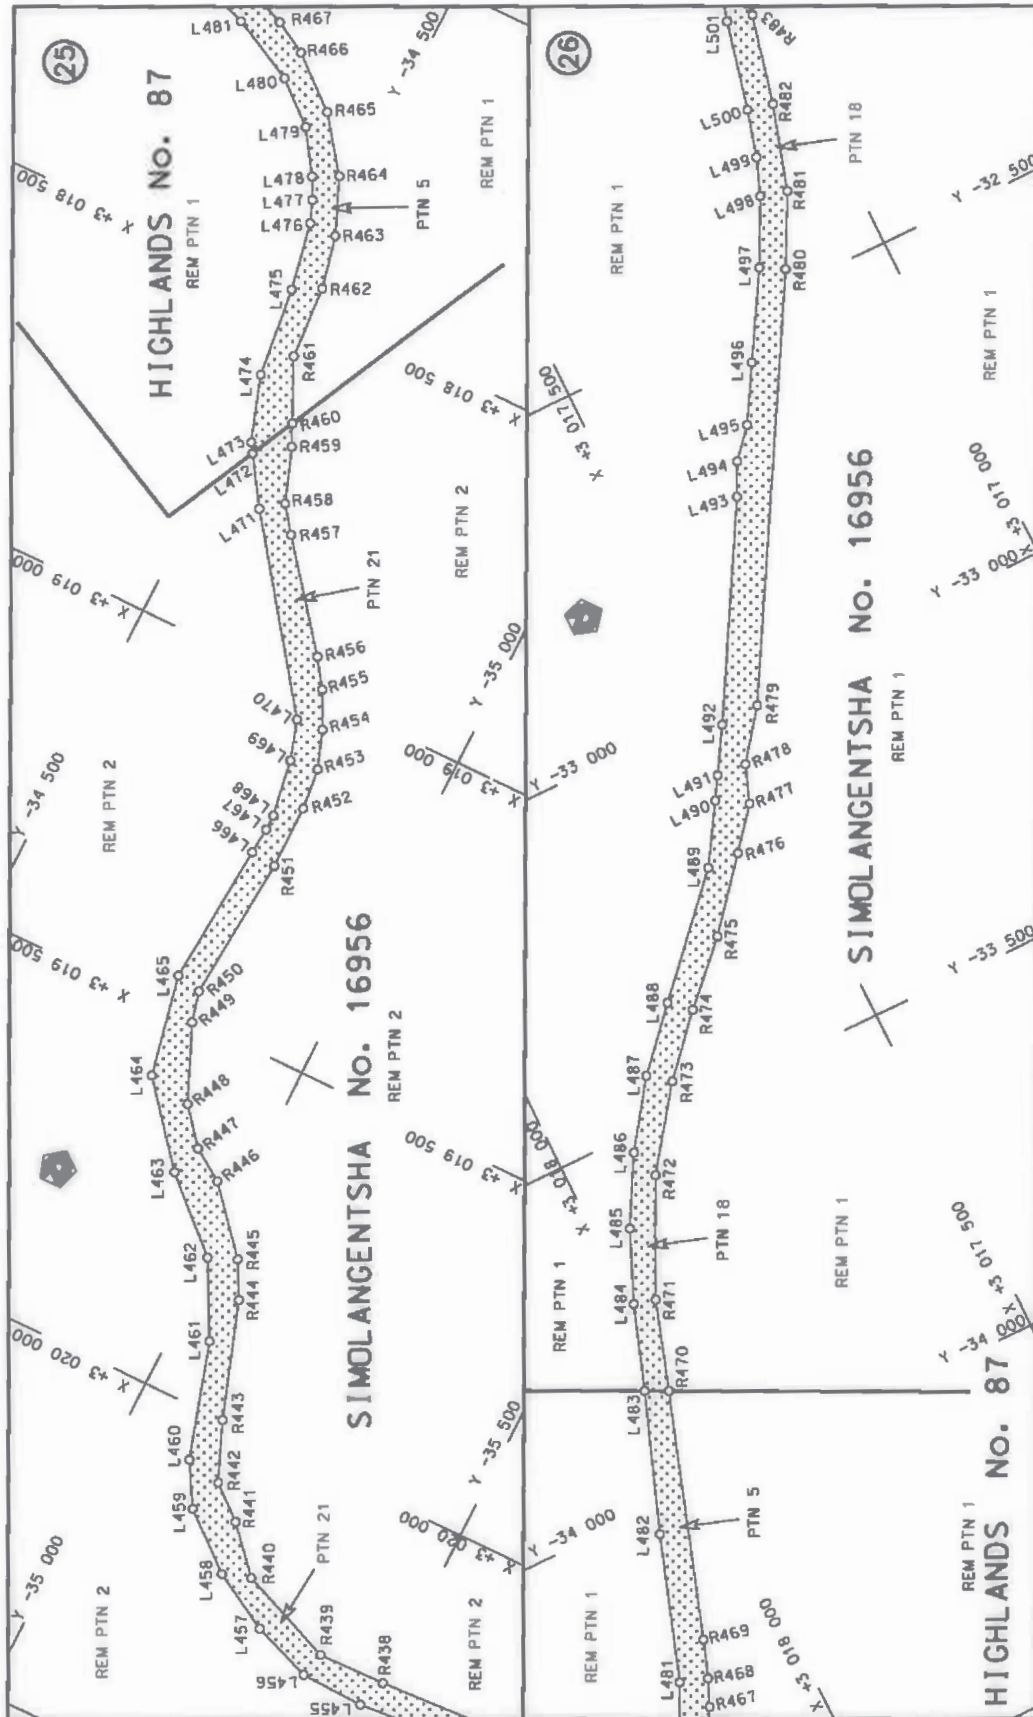 25
HIGHLANDS No. 87
REM PTN 1
REM PTN 1
SIMOLANGENTSHA No. 16956
REM PTN 2
REM PTN 2
REM PTN 2
REM PTN 2
REM PTN 2
PTN 21
PTN 21
PTN 5
L455
L456
L457
L458
L459
L460
L461
L462
L463
L464
L465
L466
L467
L468
L469
L470
L471
L472
L473
L474
L475
L476
L477
L478
L479
L480
L481
R438
R439
R440
R441
R442
R443
R444
R445
R446
R447
R448
R449
R450
R451
R452
R453
R454
R455
R456
R457
R458
R459
R460
R461
R462
R463
R464
R465
R466
R467
Y -35 000
X +3 020 000
X +3 019 500
Y -34 500
X +3 019 000
X +3 018 500
Y -34 500
X +3 018 500
Y -35 000
X +3 019 000
X +3 019 500
Y -35 500
X +3 020 000
26
SIMOLANGENTSHA No. 16956
REM PTN 1
HIGHLANDS No. 87
REM PTN 1
REM PTN 1
REM PTN 1
REM PTN 1
REM PTN 1
REM PTN 1
PTN 5
PTN 18
PTN 18
L481
L482
L483
L484
L485
L486
L487
L488
L489
L490
L491
L492
L493
L494
L495
L496
L497
L498
L499
L500
L501
R467
R468
R469
R470
R471
R472
R473
R474
R475
R476
R477
R478
R479
R480
R481
R482
R483
Y -34 000
X +3 018 000
Y -33 000
X +3 017 500
X +3 018 000
Y -34 000
X +3 017 500
Y -33 500
Y -33 000
X +3 017 000
Y -32 500